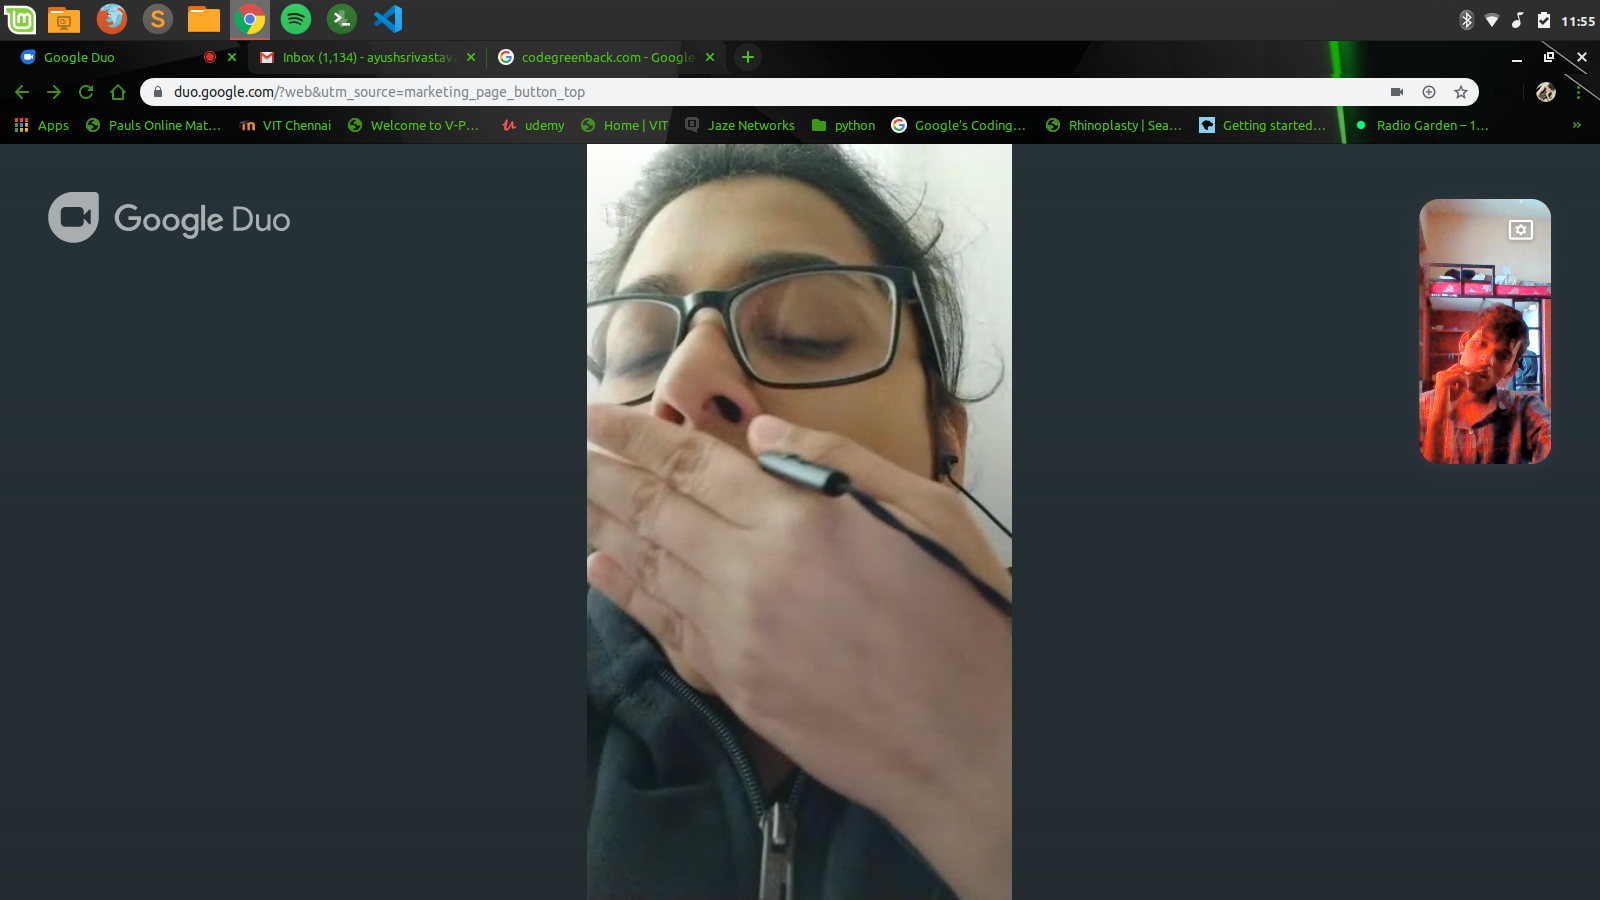 11:55
Google Duo
Inbox (1,134) - ayushsrivastava
codegreenback.com - Google
duo.google.com/?web&utm_source=marketing_page_button_top
Apps
Pauls Online Mat…
VIT Chennai
Welcome to V-P…
udemy
Home | VIT
Jaze Networks
python
Google's Coding…
Rhinoplasty | Sea…
Getting started…
Radio Garden – 1…
»
Google Duo